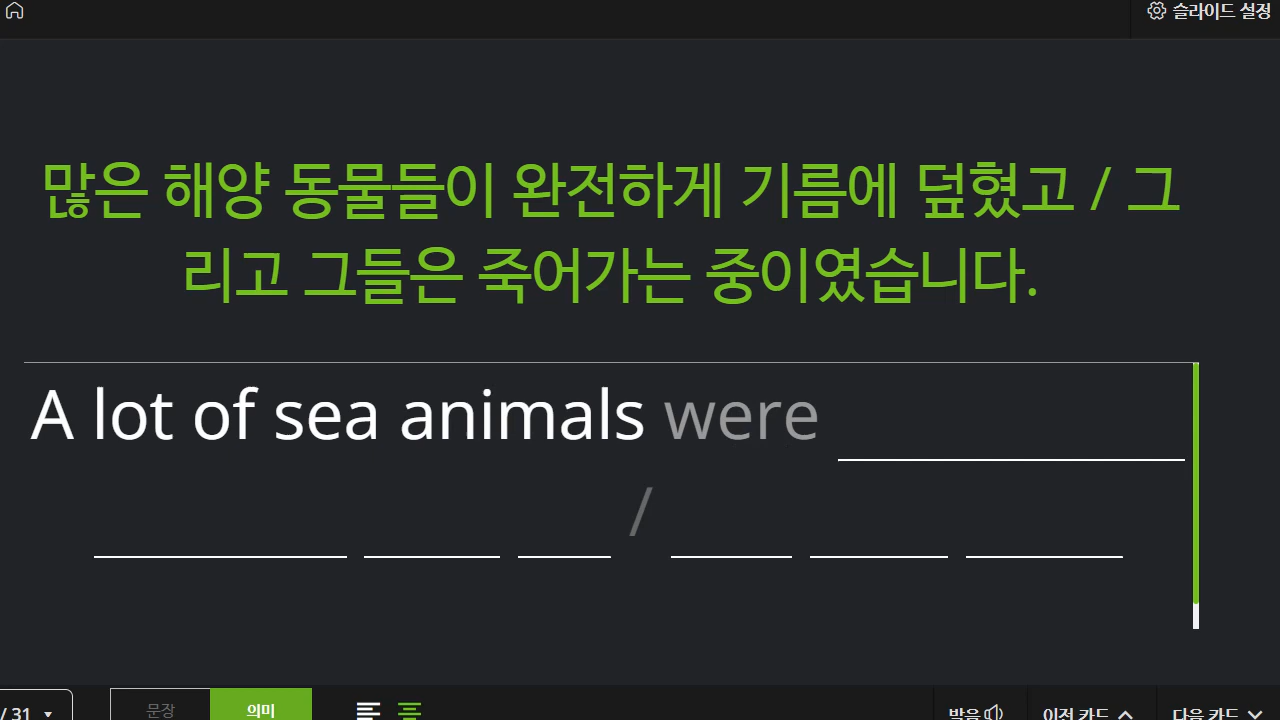 슬라이드 설정
많은 해양 동물들이 완전하게 기름에 덮혔고 / 그
리고 그들은 죽어가는 중이였습니다.
A lot of sea animals were
/
/ 31
문장
의미
발음
이전 카드
다음 카드